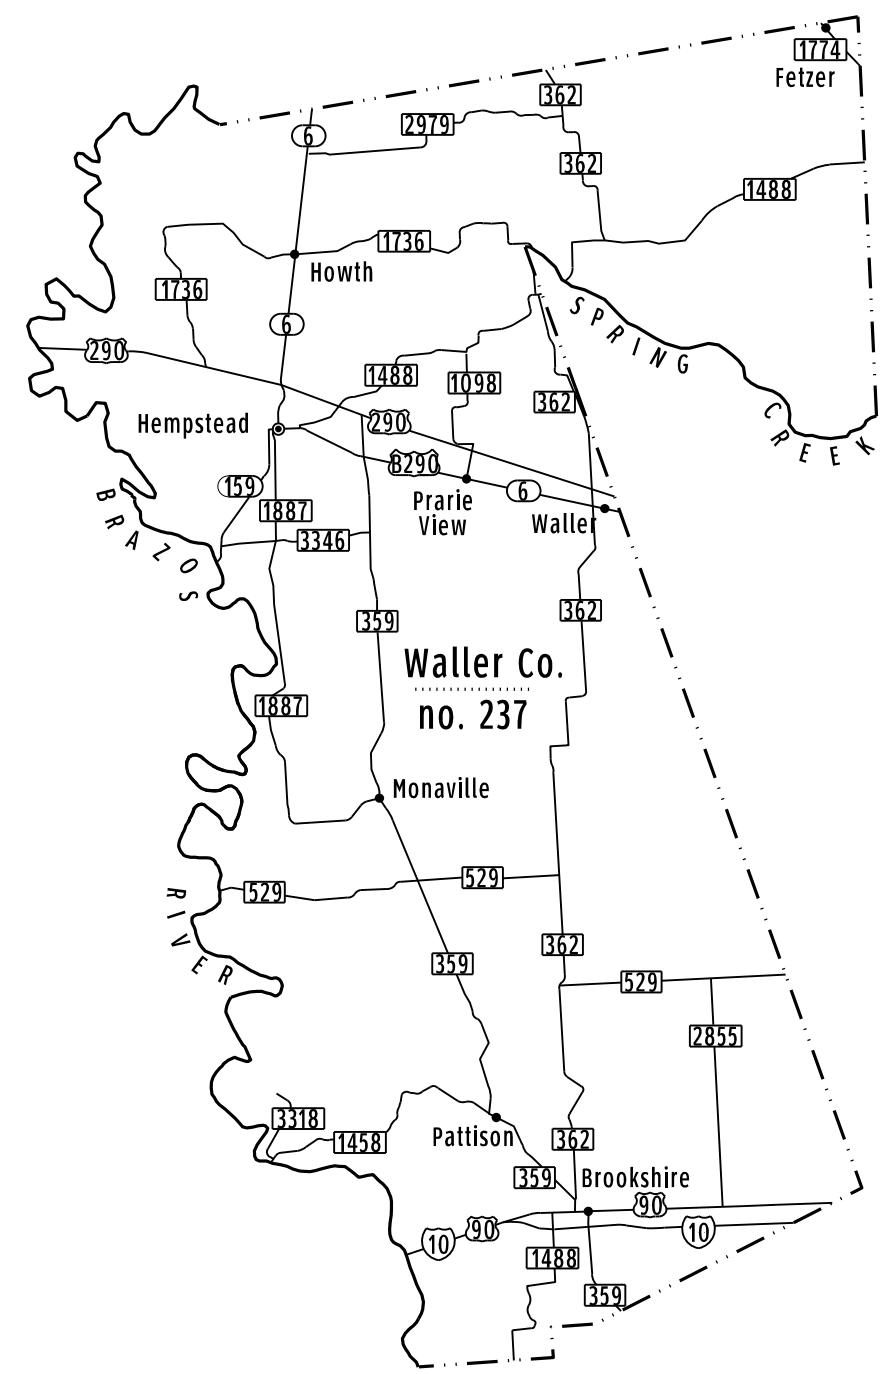 1774
Fetzer
362
2979
6
362
1488
1736
Howth
1736
SPRING
CREEK
6
290
1488
1098
362
Hempstead
290
B290
159
Prarie
View
6
Waller
1887
BRAZOS
3346
362
359
Waller Co.
no. 237
1887
Monaville
529
529
RIVER
362
359
529
2855
3318
1458
Pattison
362
359
Brookshire
90
90
10
10
1488
359